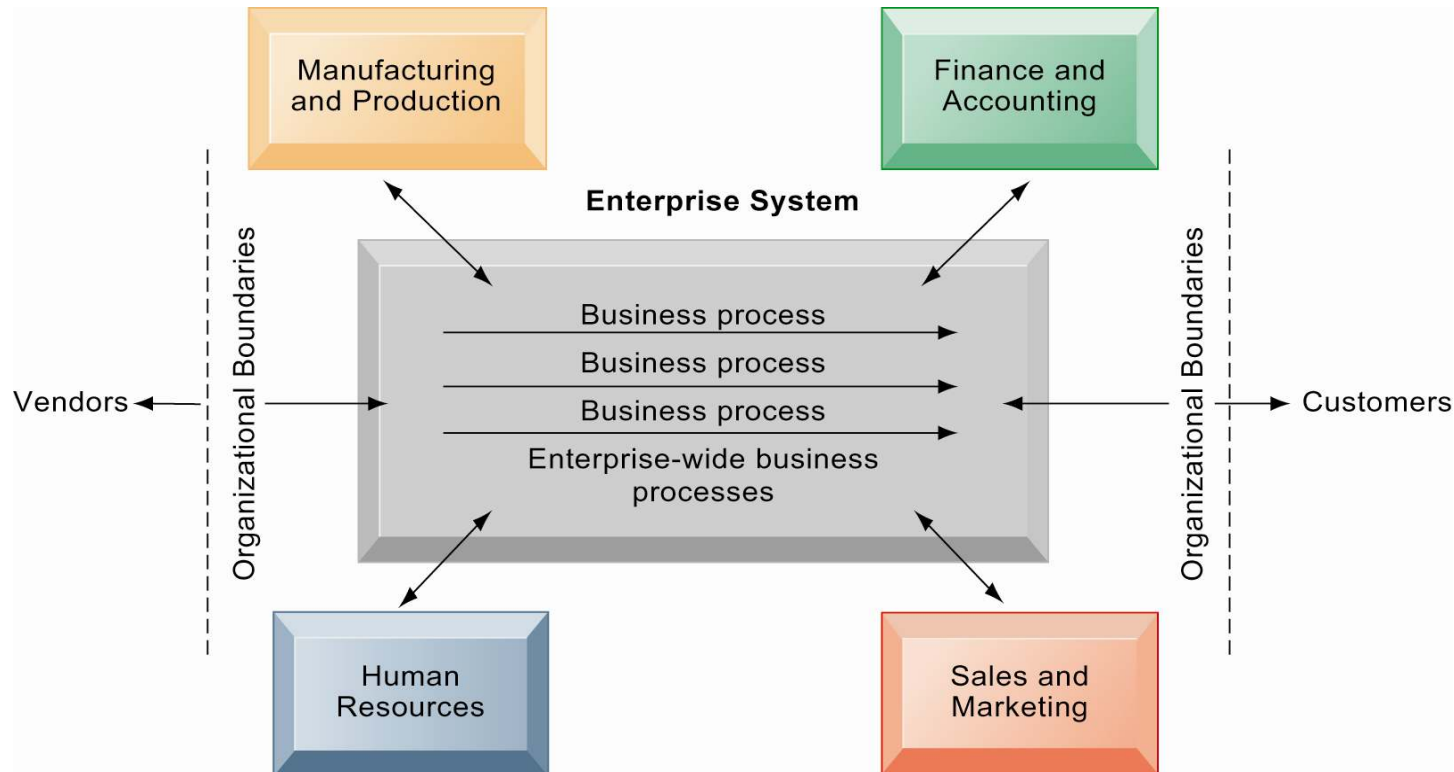 Manufacturing
and Production
Finance and
Accounting
Enterprise System
Organizational Boundaries
Business process
Business process
Business process
Enterprise-wide business
processes
Vendors
Organizational Boundaries
Customers
Human
Resources
Sales and
Marketing